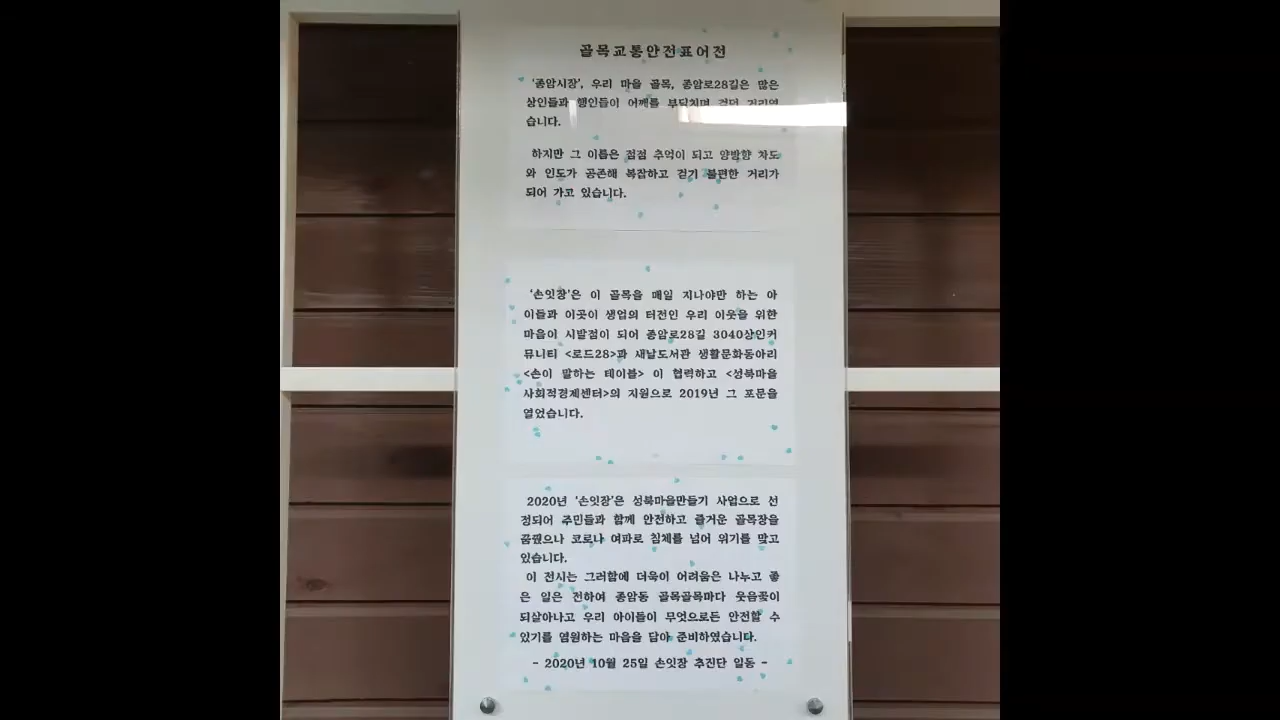 골목교통안전표어전
'종암시장', 우리 마을 골목, 종암로28길은 많은
상인들과 행인들이 어깨를 부딪치며 걷던 거리였
습니다.
하지만 그 이름은 점점 추억이 되고 양방향 차도
와 인도가 공존해 복잡하고 걷기 불편한 거리가
되어 가고 있습니다.
'손잇장'은 이 골목을 매일 지나야만 하는 아
이들과 이곳이 생업의 터전인 우리 이웃을 위한
마음이 시발점이 되어 종암로28길 3040상인커
뮤니티 <로드28>과 새날도서관 생활문화동아리
<손이 말하는 테이블> 이 협력하고 <성북마을
사회적경제센터>의 지원으로 2019년 그 포문을
열었습니다.
2020년 '손잇장'은 성북마을만들기 사업으로 선
정되어 주민들과 함께 안전하고 즐거운 골목장을
꿈꿨으나 코로나 여파로 침체를 넘어 위기를 맞고
있습니다.
이 전시는 그러함에 더욱이 어려움은 나누고 좋
은 일은 전하여 종암동 골목골목마다 웃음꽃이
되살아나고 우리 아이들이 무엇으로든 안전할 수
있기를 염원하는 마음을 담아 준비하였습니다.
- 2020년 10월 25일 손잇장 추진단 일동 -